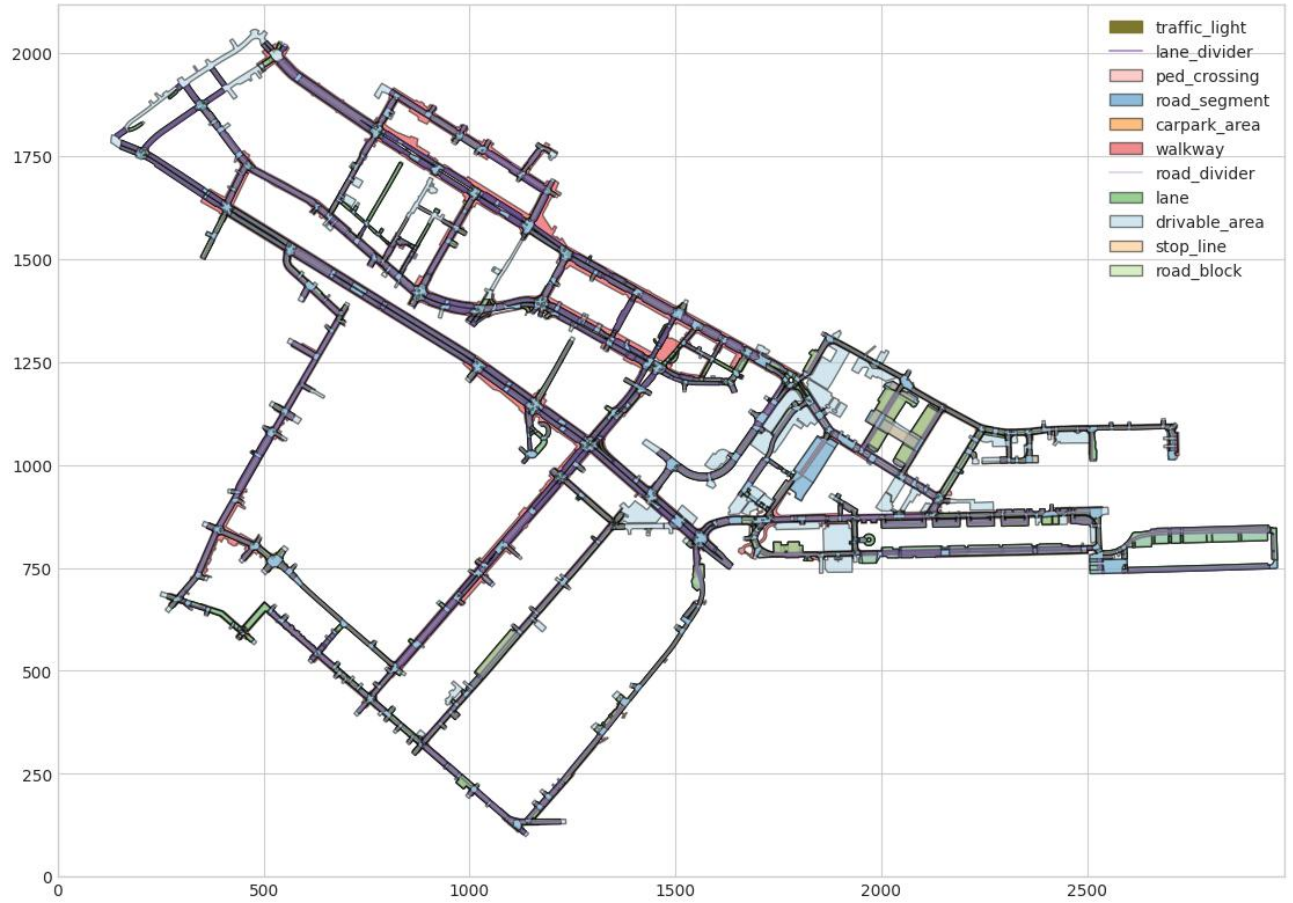 traffic_light
lane_divider
ped_crossing
road_segment
carpark_area
walkway
road_divider
lane
drivable_area
stop_line
road_block
2000
1750
1500
1250
1000
750
500
250
0
0 500 1000 1500 2000 2500